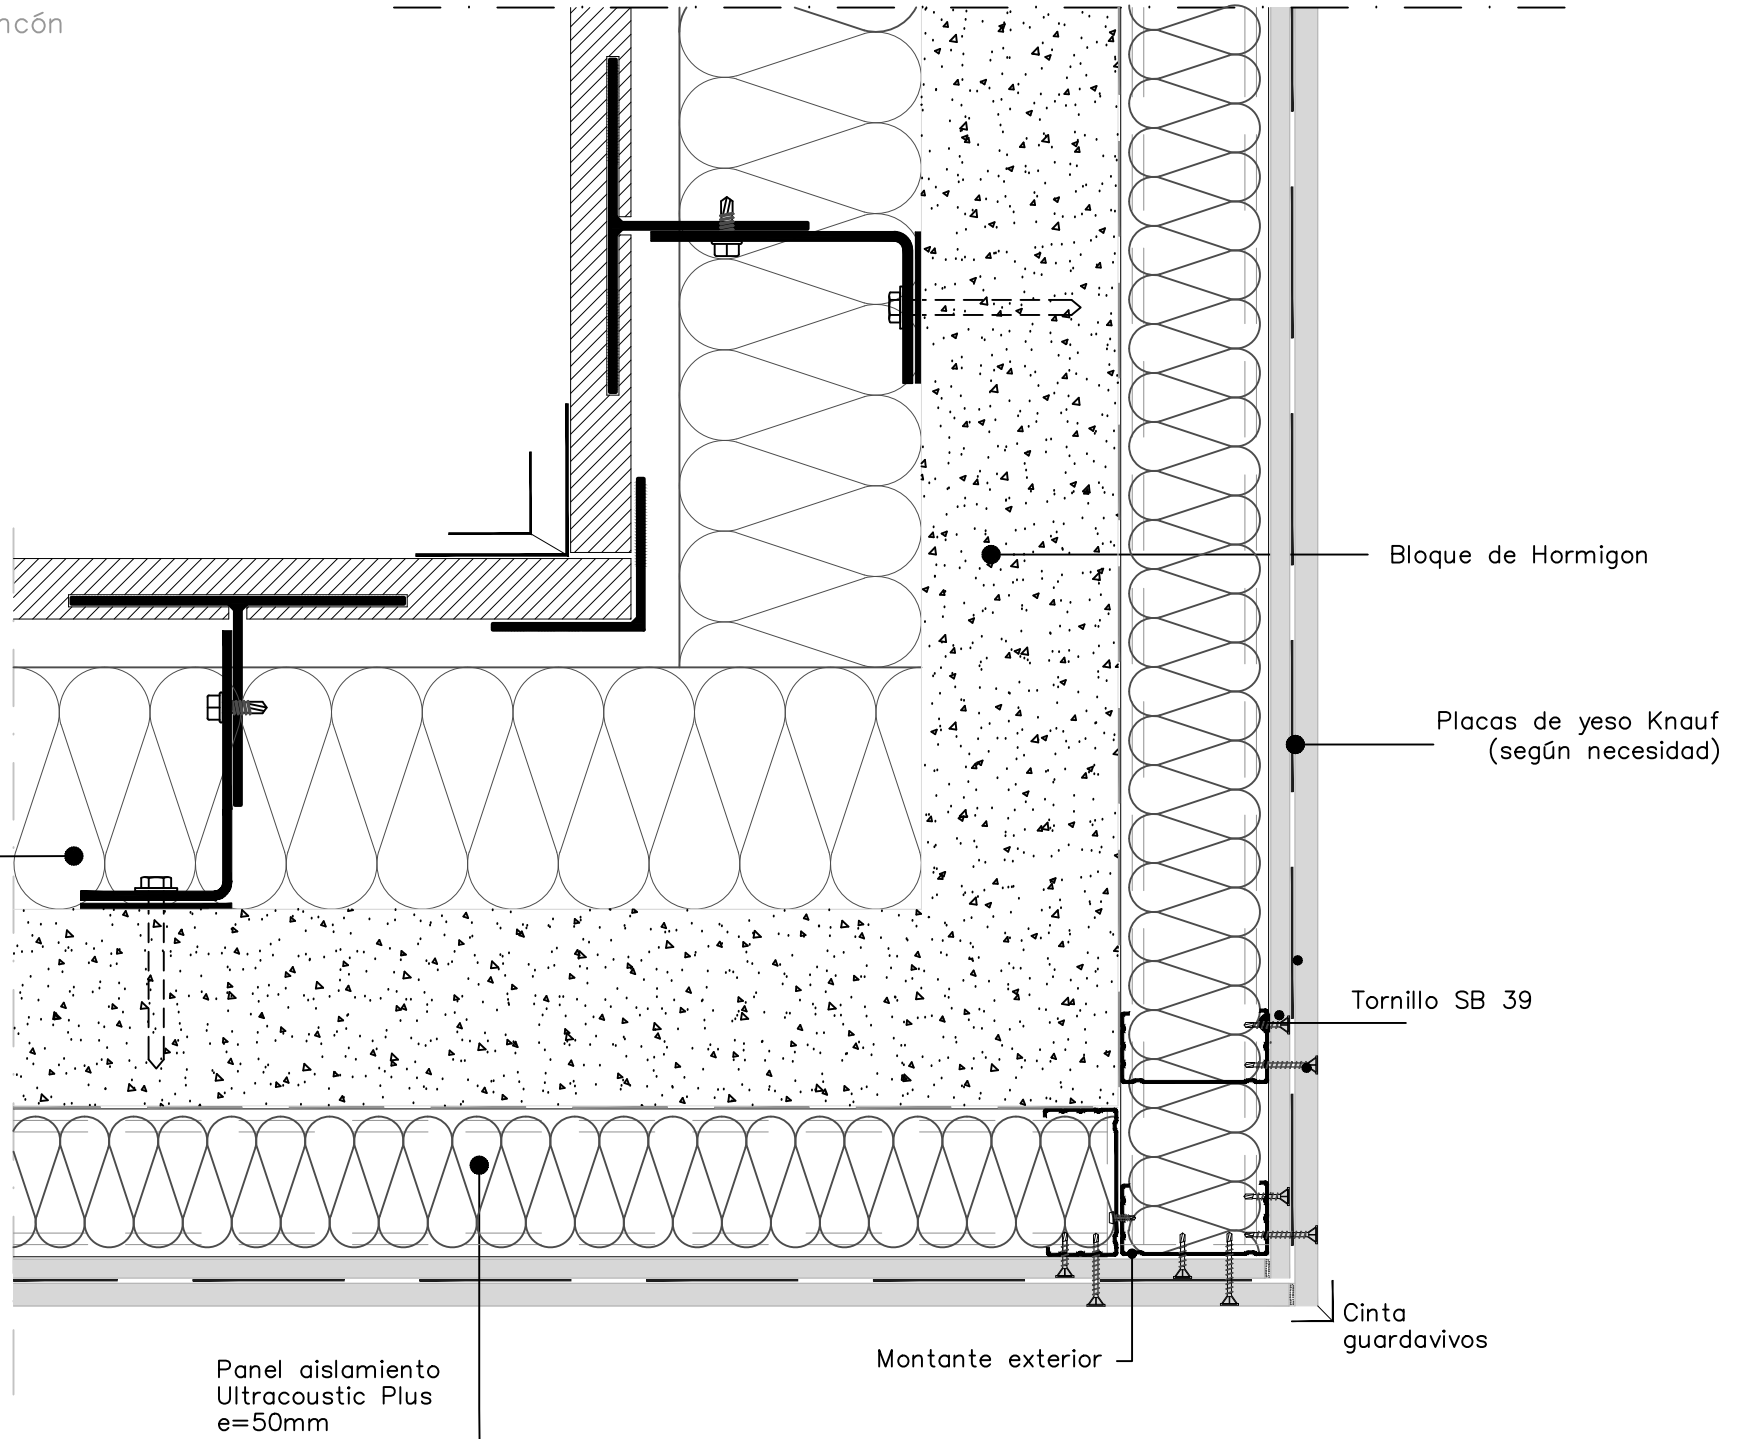 ncón
Bloque de Hormigon
Placas de yeso Knauf
(según necesidad)
Tornillo SB 39
Cinta
guardavivos
Montante exterior
Panel aislamiento
Ultracoustic Plus
e=50mm